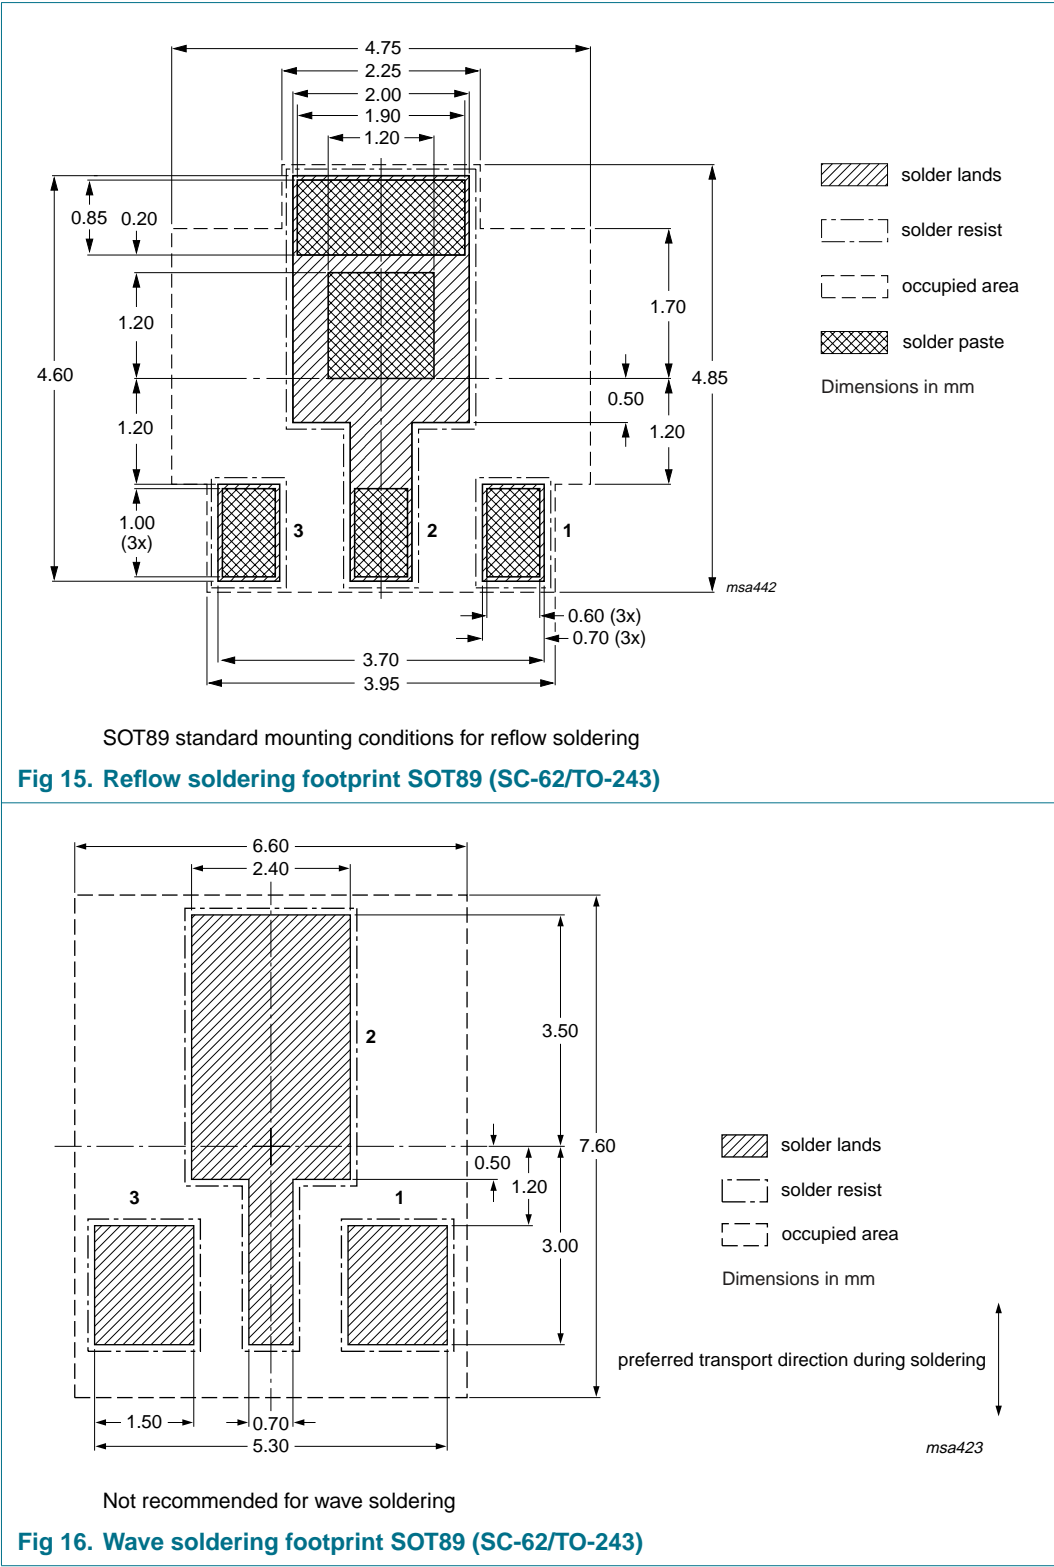 4.75
2.25
2.00
1.90
1.20
0.85
0.20
1.20
4.60
1.20
1.00
(3x)
1.70
4.85
0.50
1.20
3
2
1
msa442
0.60 (3x)
0.70 (3x)
3.70
3.95
solder lands
solder resist
occupied area
solder paste
Dimensions in mm
SOT89 standard mounting conditions for reflow soldering
Fig 15. Reflow soldering footprint SOT89 (SC-62/TO-243)
6.60
2.40
2
3.50
7.60
0.50
1.20
3
1
3.00
1.50
0.70
5.30
solder lands
solder resist
occupied area
Dimensions in mm
preferred transport direction during soldering
msa423
Not recommended for wave soldering
Fig 16. Wave soldering footprint SOT89 (SC-62/TO-243)